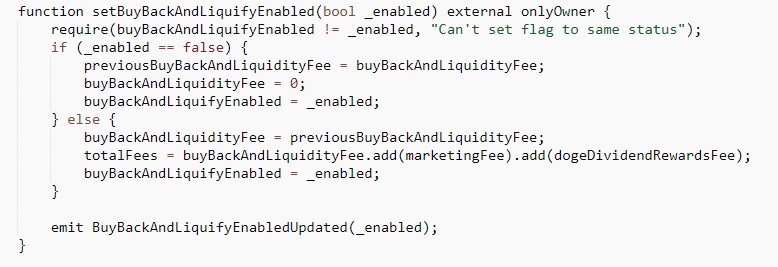 function setBuyBackAndLiquifyEnabled(bool _enabled) external onlyOwner {
    require(buyBackAndLiquifyEnabled != _enabled, "Can't set flag to same status");
    if (_enabled == false) {
        previousBuyBackAndLiquidityFee = buyBackAndLiquidityFee;
        buyBackAndLiquidityFee = 0;
        buyBackAndLiquifyEnabled = _enabled;
    } else {
        buyBackAndLiquidityFee = previousBuyBackAndLiquidityFee;
        totalFees = buyBackAndLiquidityFee.add(marketingFee).add(dogeDividendRewardsFee);
        buyBackAndLiquifyEnabled = _enabled;
    }

    emit BuyBackAndLiquifyEnabledUpdated(_enabled);
}